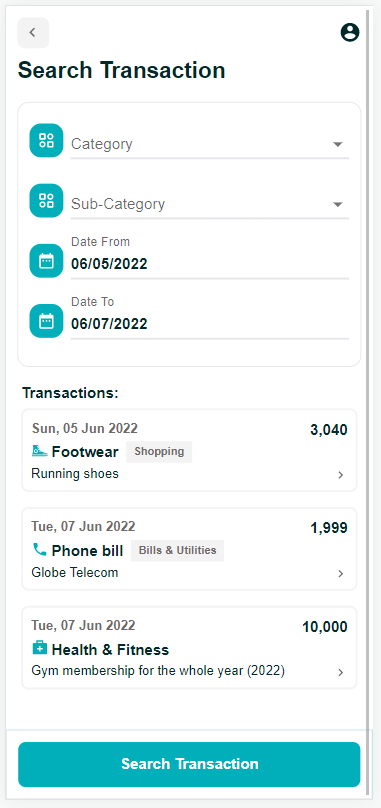 Search Transaction
Category
Sub-Category
Date From
06/05/2022
Date To
06/07/2022
Transactions:
Sun, 05 Jun 2022 3,040
Footwear Shopping
Running shoes
Tue, 07 Jun 2022 1,999
Phone bill Bills & Utilities
Globe Telecom
Tue, 07 Jun 2022 10,000
Health & Fitness
Gym membership for the whole year (2022)
Search Transaction